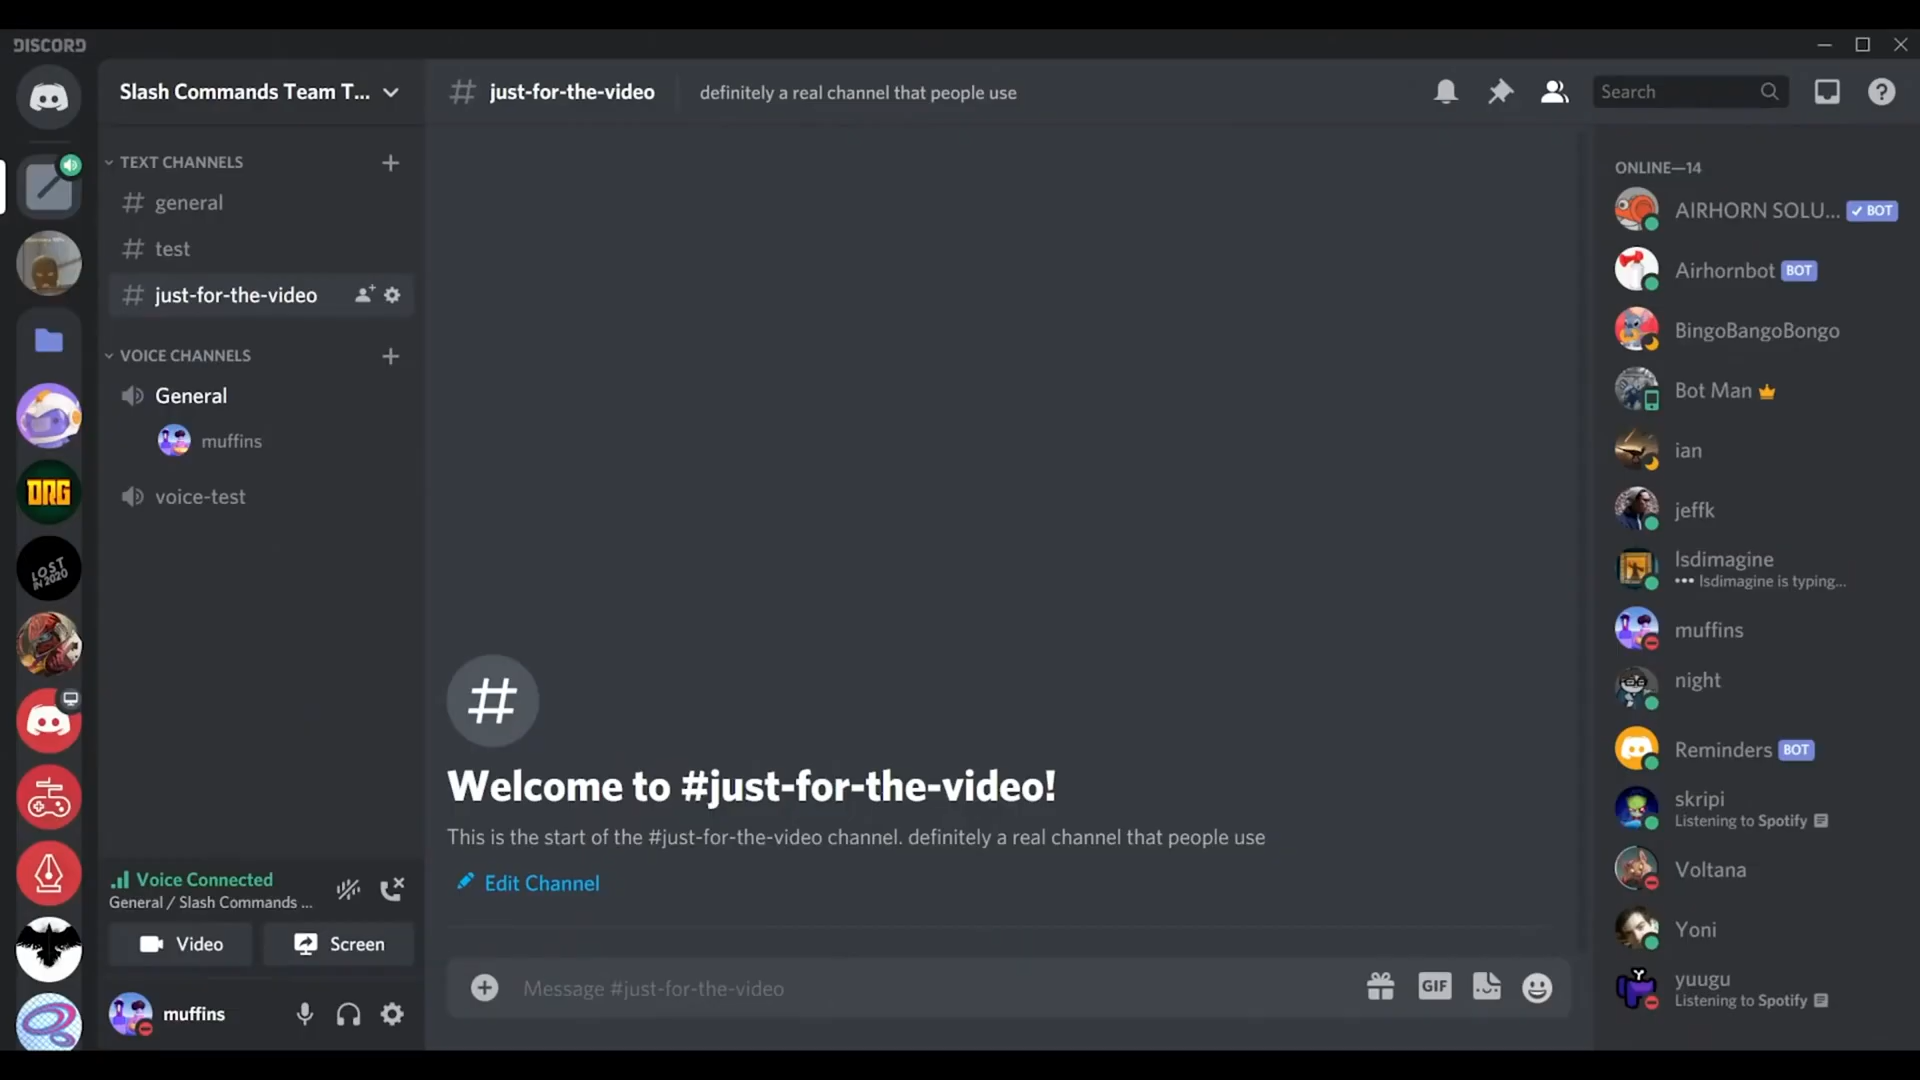 DISCORD
Slash Commands Team T...
just-for-the-video
definitely a real channel that people use
Search
TEXT CHANNELS
general
test
just-for-the-video
VOICE CHANNELS
General
muffins
voice-test
DRG
LOST
IN 2020
Welcome to #just-for-the-video!
This is the start of the #just-for-the-video channel. definitely a real channel that people use
Edit Channel
Message #just-for-the-video
GIF
Voice Connected
General / Slash Commands ...
Video
Screen
muffins
ONLINE—14
AIRHORN SOLU... ✓ BOT
Airhornbot BOT
BingoBangoBongo
Bot Man
ian
jeffk
lsdimagine
••• lsdimagine is typing...
muffins
night
Reminders BOT
skripi
Listening to Spotify
Voltana
Yoni
yuugu
Listening to Spotify